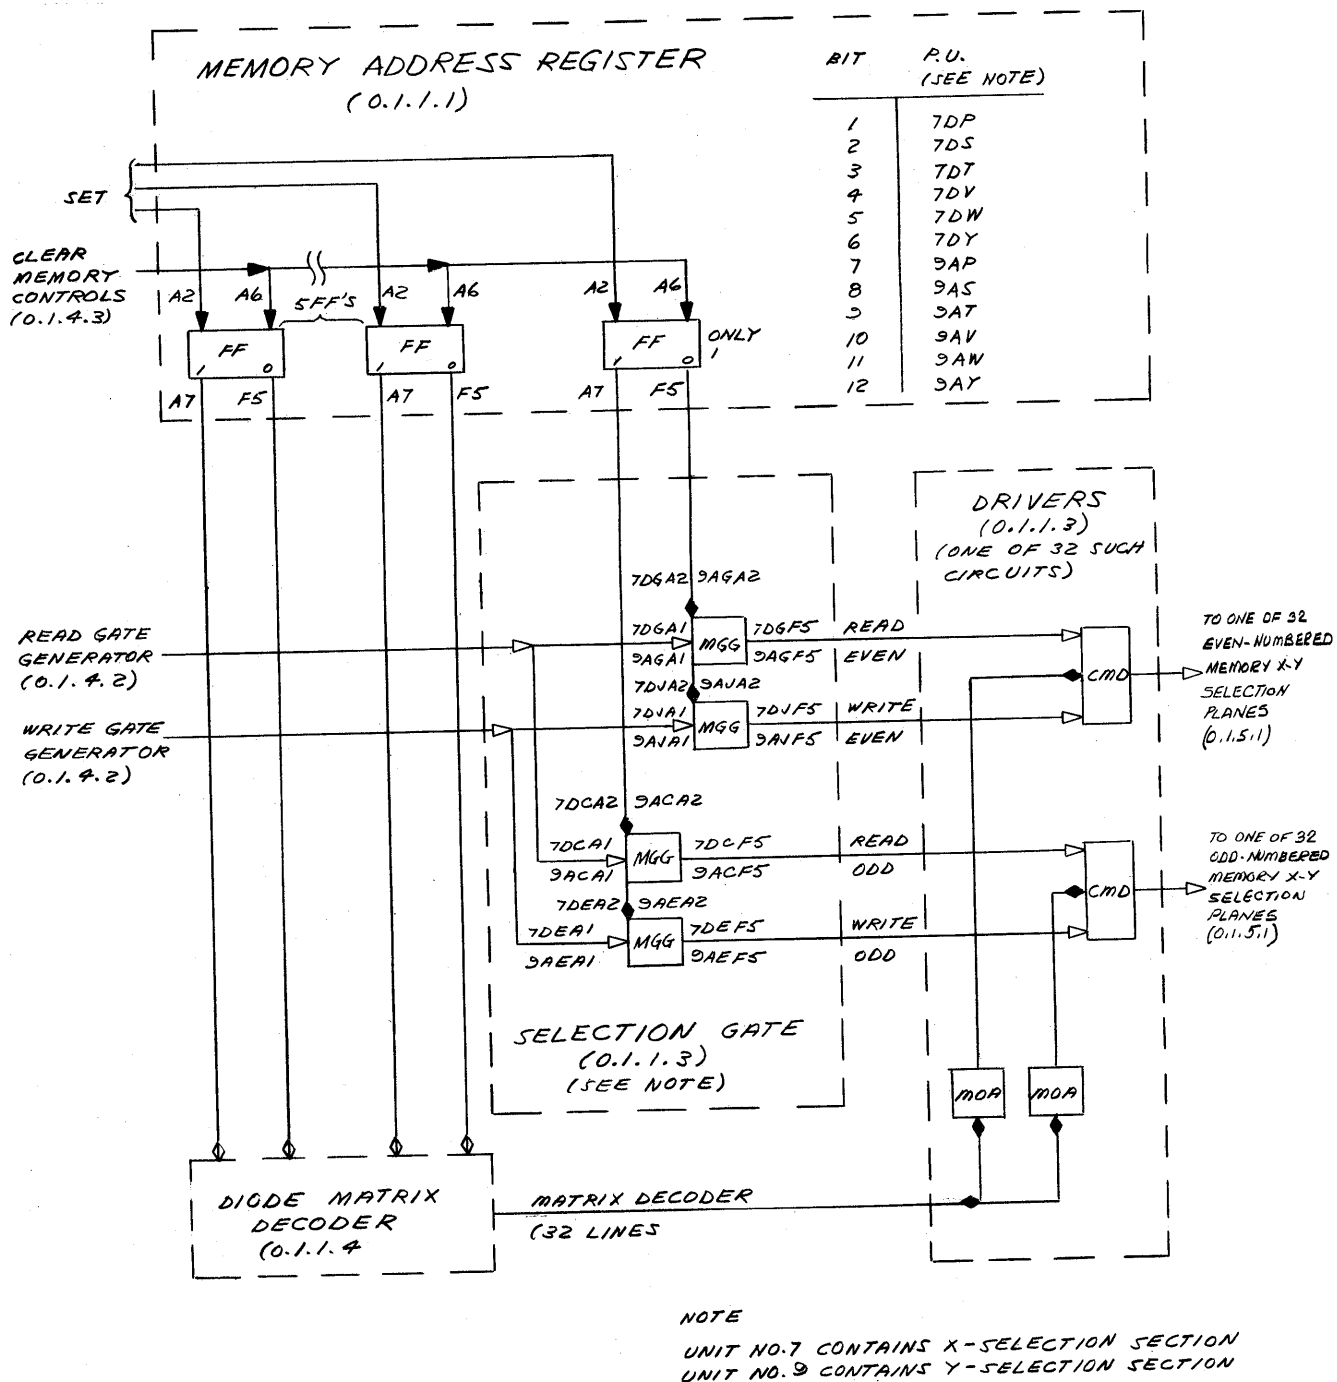 MEMORY ADDRESS REGISTER
(0.1.1.1)
BIT P.U.
(SEE NOTE)
1 7DP
2 7DS
3 7DT
4 7DV
5 7DW
6 7DY
7 9AP
8 9AS
9 9AT
10 9AV
11 9AW
12 9AY
SET
CLEAR
MEMORY
CONTROLS
(0.1.4.3)
A2 A6 5FF'S A2 A6 A2 A6
FF FF FF ONLY
1
1 0 1 0 1 0
A7 F5 A7 F5 A7 F5
DRIVERS
(0.1.1.3)
(ONE OF 32 SUCH
CIRCUITS)
7DGA2 9AGA2
READ GATE
GENERATOR
(0.1.4.2)
7DGA1 MGG 7DGF5 READ
9AGA1 9AGF5 EVEN
7DJA2 9AJA2
WRITE GATE
GENERATOR
(0.1.4.2)
7DJA1 MGG 7DJF5 WRITE
9AJA1 9AJF5 EVEN
CMD
TO ONE OF 32
EVEN-NUMBERED
MEMORY X-Y
SELECTION
PLANES
(0.1.5.1)
7DCA2 9ACA2
7DCA1 MGG 7DCF5 READ
9ACA1 9ACF5 ODD
7DEA2 9AEA2
7DEA1 MGG 7DEF5 WRITE
9AEA1 9AEF5 ODD
CMD
TO ONE OF 32
ODD-NUMBERED
MEMORY X-Y
SELECTION
PLANES
(0.1.5.1)
SELECTION GATE
(0.1.1.3)
(SEE NOTE)
MOA MOA
DIODE MATRIX
DECODER
(0.1.1.4
MATRIX DECODER
(32 LINES
NOTE
UNIT NO.7 CONTAINS X-SELECTION SECTION
UNIT NO.9 CONTAINS Y-SELECTION SECTION